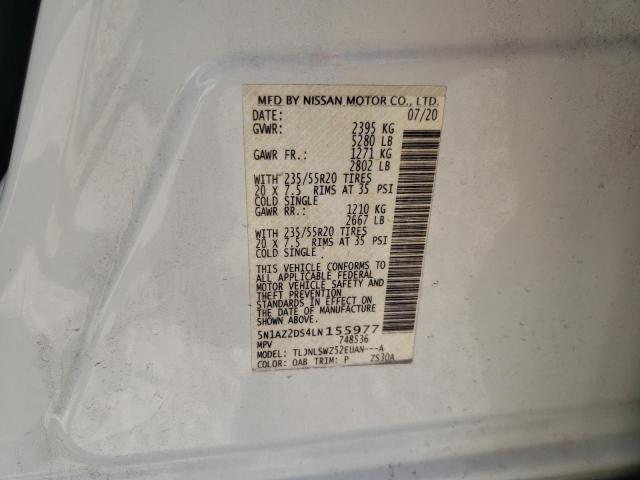 MFD BY NISSAN MOTOR CO., LTD.
DATE: 07/20
GVWR: 2395 KG
5280 LB
GAWR FR.: 1271 KG
2802 LB
WITH 235/55R20 TIRES
20 X 7.5 RIMS AT 35 PSI
COLD SINGLE
GAWR RR.: 1210 KG
2667 LB
WITH 235/55R20 TIRES
20 X 7.5 RIMS AT 35 PSI
COLD SINGLE
THIS VEHICLE CONFORMS TO
ALL APPLICABLE FEDERAL
MOTOR VEHICLE SAFETY AND
THEFT PREVENTION
STANDARDS IN EFFECT ON
THE DATE OF MANUFACTURE
SHOWN ABOVE.
5N1AZ2DS4LN155977
MPV 748536
MODEL: TLJNLSWZ52EUAN---A
COLOR: QAB TRIM: P ZS30A